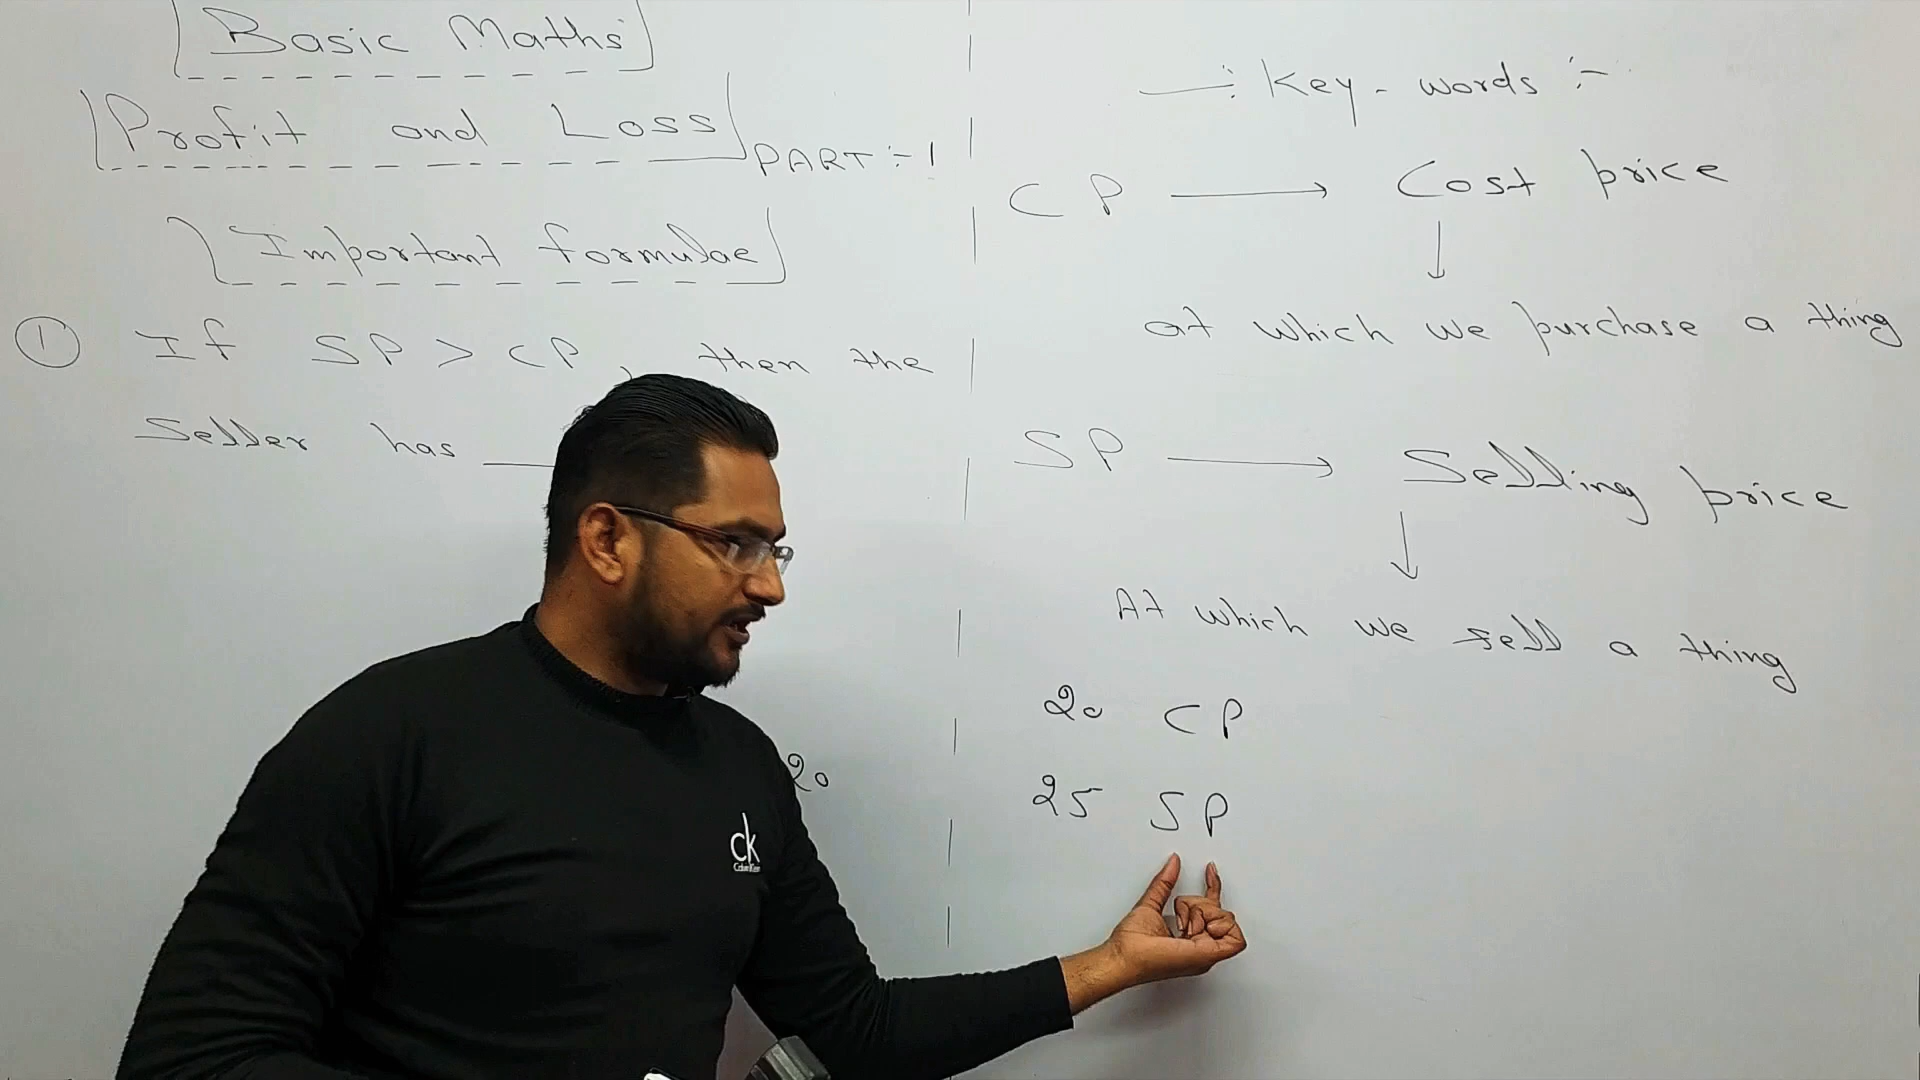 Basic Maths
Profit and Loss
PART :- 1
Important formulae
① If SP > CP, then the
Seller has
20
:- Key-words :-
CP → Cost price
↓
at which we purchase a thing
SP → Selling price
↓
At which we sell a thing
20 CP
25 SP
ck
Calvin Klein